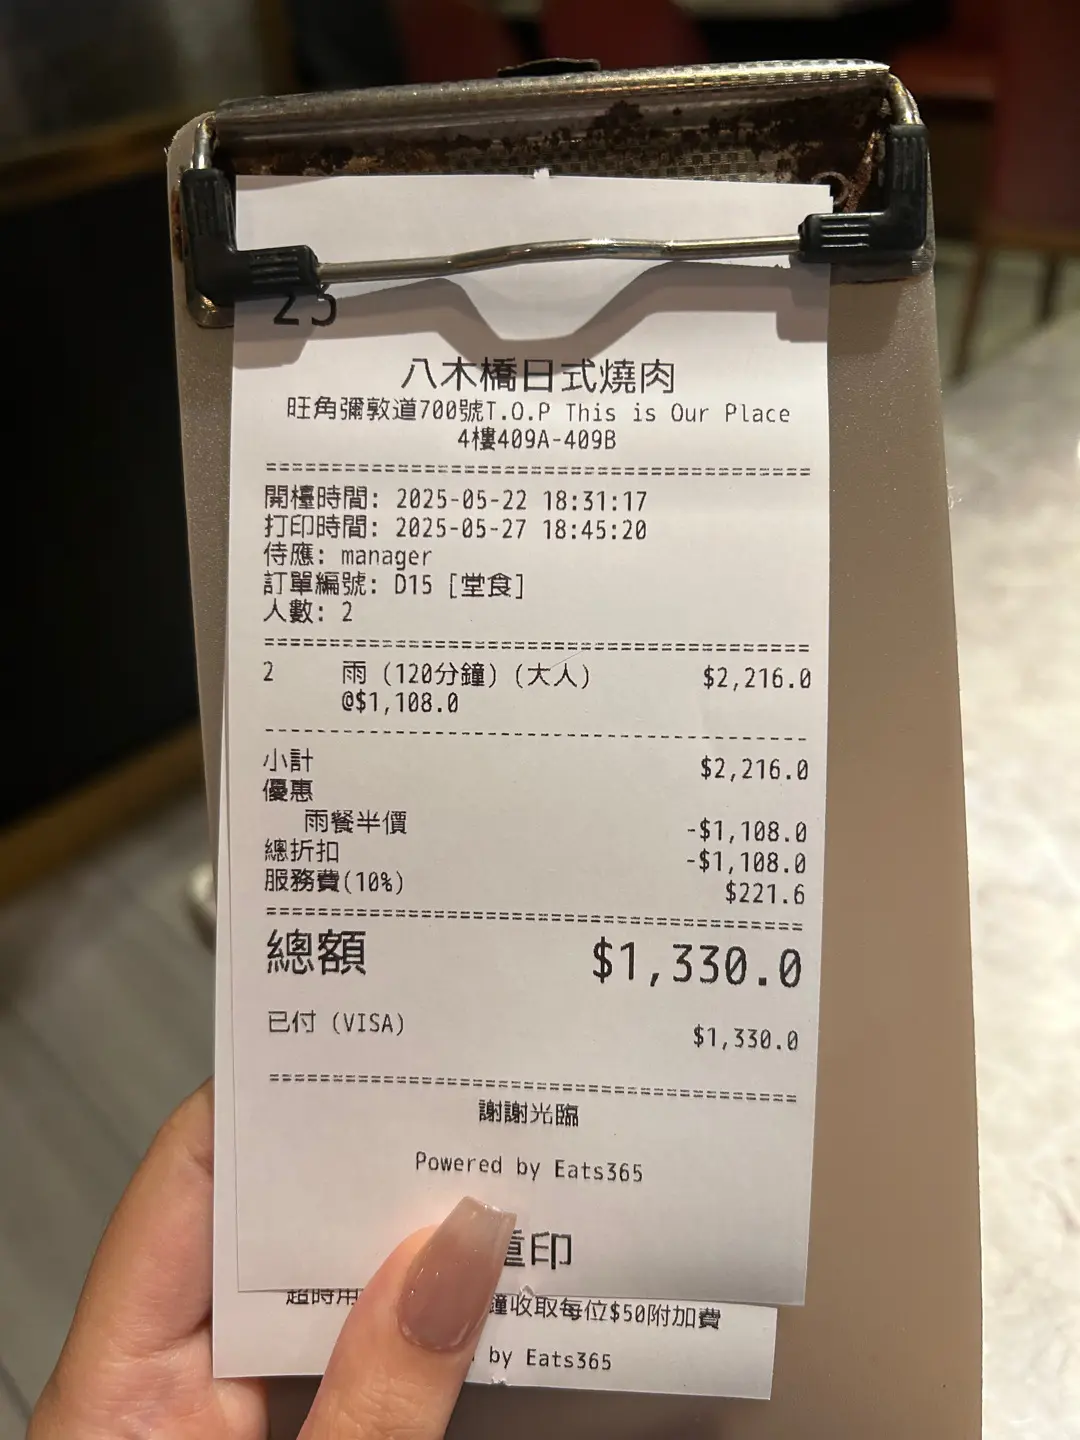 25
八木橋日式燒肉
旺角彌敦道700號T.O.P This is Our Place
4樓409A-409B
開檯時間: 2025-05-22 18:31:17
打印時間: 2025-05-27 18:45:20
侍應: manager
訂單編號: D15 [堂食]
人數: 2
2 雨 (120分鐘) (大人) $2,216.0
@$1,108.0
小計 $2,216.0
優惠
雨餐半價 -$1,108.0
總折扣 -$1,108.0
服務費(10%) $221.6
總額 $1,330.0
已付 (VISA) $1,330.0
謝謝光臨
Powered by Eats365
重印
超時用 鐘收取每位$50附加費
by Eats365